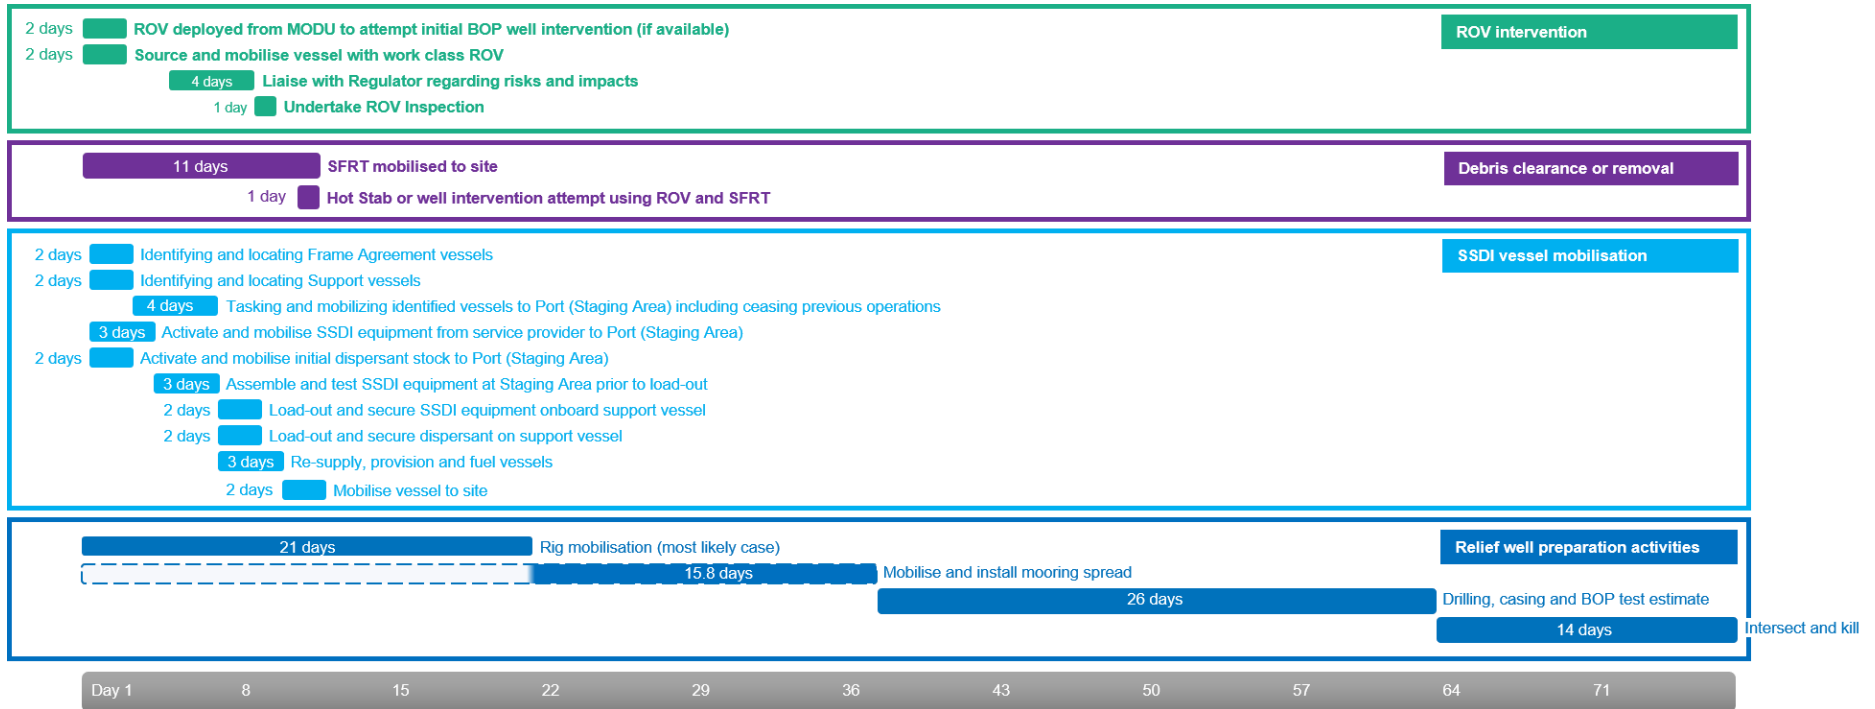 2 days ROV deployed from MODU to attempt initial BOP well intervention (if available)
ROV intervention
2 days Source and mobilise vessel with work class ROV
4 days Liaise with Regulator regarding risks and impacts
1 day Undertake ROV Inspection
11 days SFRT mobilised to site
Debris clearance or removal
1 day Hot Stab or well intervention attempt using ROV and SFRT
2 days Identifying and locating Frame Agreement vessels
SSDI vessel mobilisation
2 days Identifying and locating Support vessels
4 days Tasking and mobilizing identified vessels to Port (Staging Area) including ceasing previous operations
3 days Activate and mobilise SSDI equipment from service provider to Port (Staging Area)
2 days Activate and mobilise initial dispersant stock to Port (Staging Area)
3 days Assemble and test SSDI equipment at Staging Area prior to load-out
2 days Load-out and secure SSDI equipment onboard support vessel
2 days Load-out and secure dispersant on support vessel
3 days Re-supply, provision and fuel vessels
2 days Mobilise vessel to site
21 days Rig mobilisation (most likely case)
Relief well preparation activities
15.8 days Mobilise and install mooring spread
26 days Drilling, casing and BOP test estimate
14 days Intersect and kill
Day 1 8 15 22 29 36 43 50 57 64 71